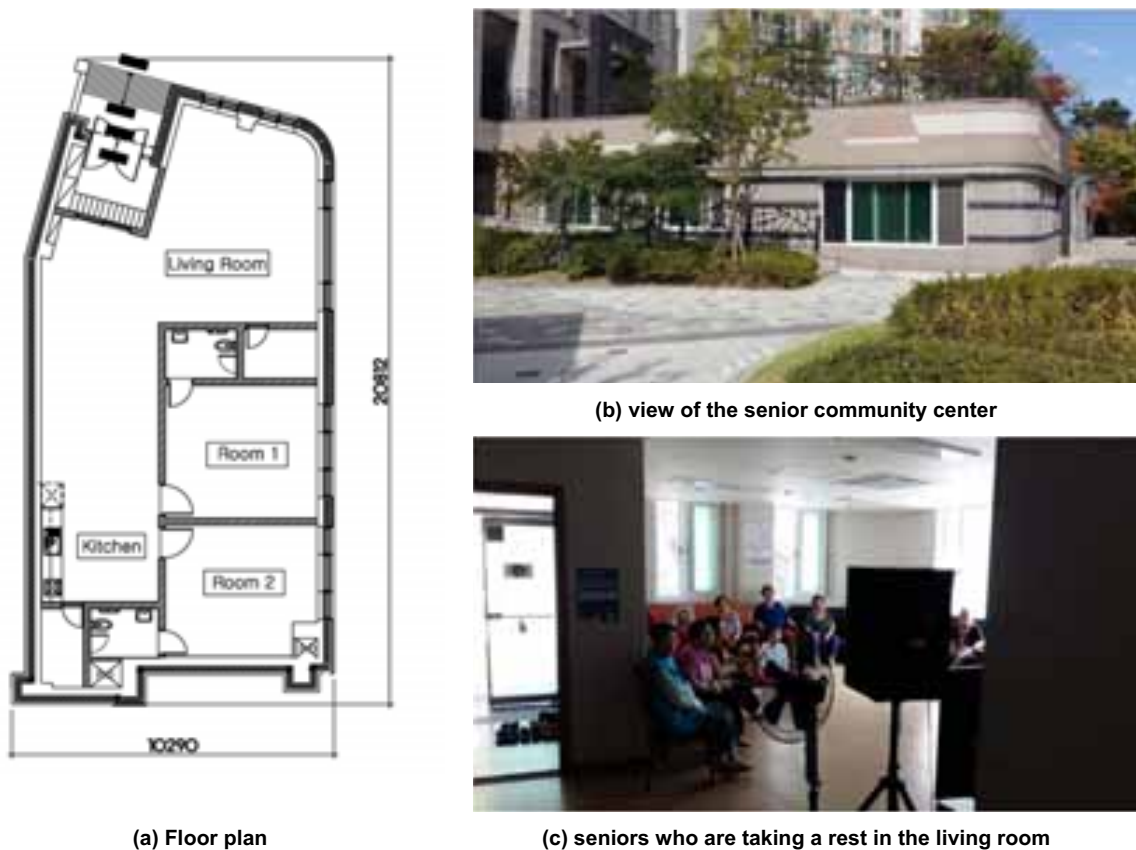 Living Room
Room 1
Kitchen
Room 2
20812
10290
(a) Floor plan
(b) view of the senior community center
(c) seniors who are taking a rest in the living room